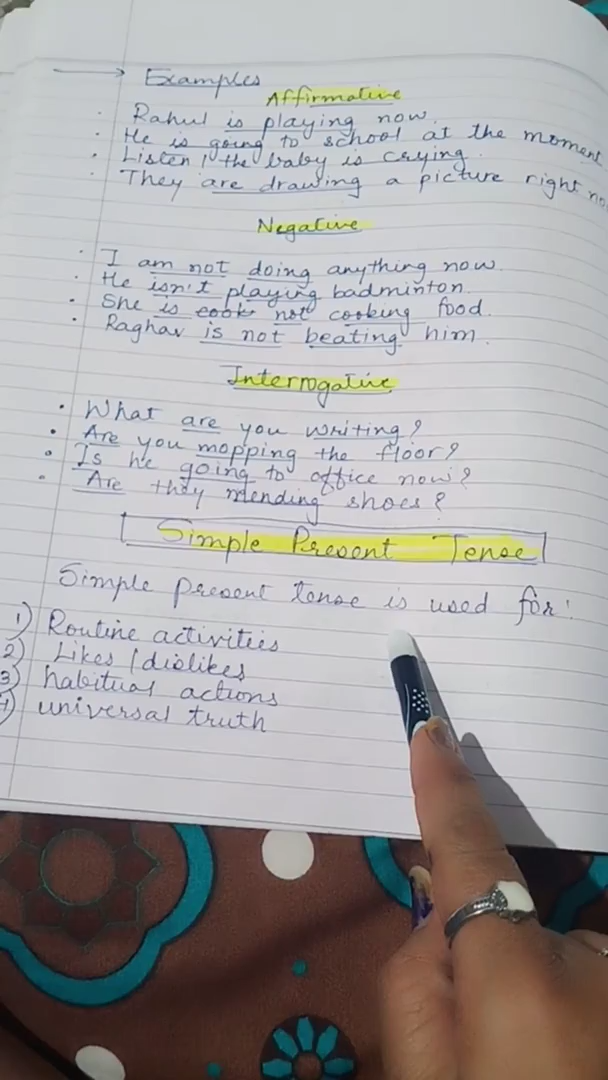 → Examples
Affirmative
· Rahul is playing now.
· He is going to school at the moment
· Listen! the baby is crying.
· They are drawing a picture right
Negative
· I am not doing anything now.
· He isn't playing badminton.
· She is cook not cooking food.
· Raghav is not beating him.
Interrogative
· What are you writing?
· Are you mopping the floor?
· Is he going to office now?
· Are they mending shoes?
Simple Present Tense
Simple present tense is used for:
1) Routine activities
2) Likes / dislikes
3) habitual actions
4) universal truth